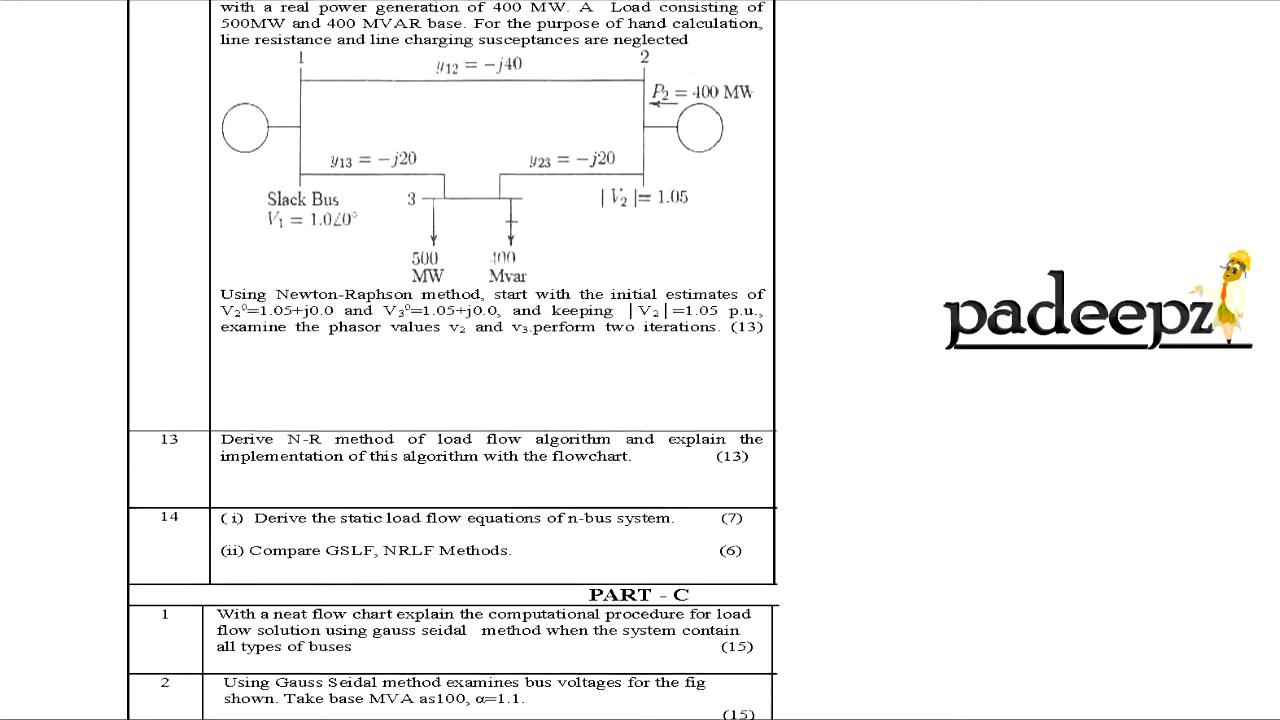 with a real power generation of 400 MW. A Load consisting of
500MW and 400 MVAR base. For the purpose of hand calculation,
line resistance and line charging susceptances are neglected
1
y12 = −j40
2
P2 = 400 MW
y13 = −j20
y23 = −j20
Slack Bus
V1 = 1.0∠0°
3
| V2 |= 1.05
500
MW
400
Mvar
Using Newton-Raphson method, start with the initial estimates of
V₂⁰=1.05+j0.0 and V₃⁰=1.05+j0.0, and keeping |V₂|=1.05 p.u.,
examine the phasor values v₂ and v₃.perform two iterations. (13)
padeepz
13
Derive N-R method of load flow algorithm and explain the
implementation of this algorithm with the flowchart. (13)
14
( i) Derive the static load flow equations of n-bus system. (7)
(ii) Compare GSLF, NRLF Methods. (6)
PART - C
1
With a neat flow chart explain the computational procedure for load
flow solution using gauss seidal method when the system contain
all types of buses (15)
2
Using Gauss Seidal method examines bus voltages for the fig
shown. Take base MVA as100, α=1.1.
(15)